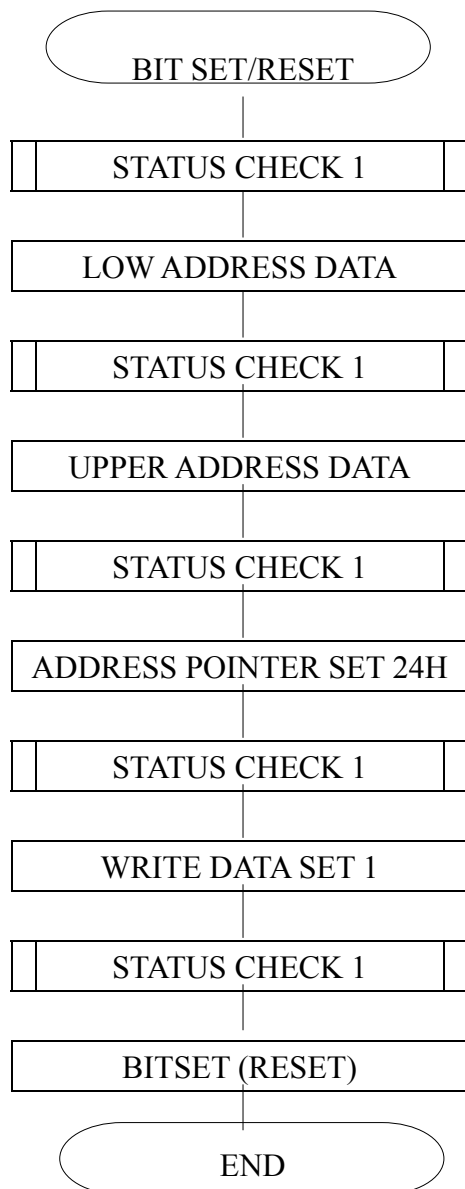 BIT SET/RESET
STATUS CHECK 1
LOW ADDRESS DATA
STATUS CHECK 1
UPPER ADDRESS DATA
STATUS CHECK 1
ADDRESS POINTER SET 24H
STATUS CHECK 1
WRITE DATA SET 1
STATUS CHECK 1
BITSET (RESET)
END